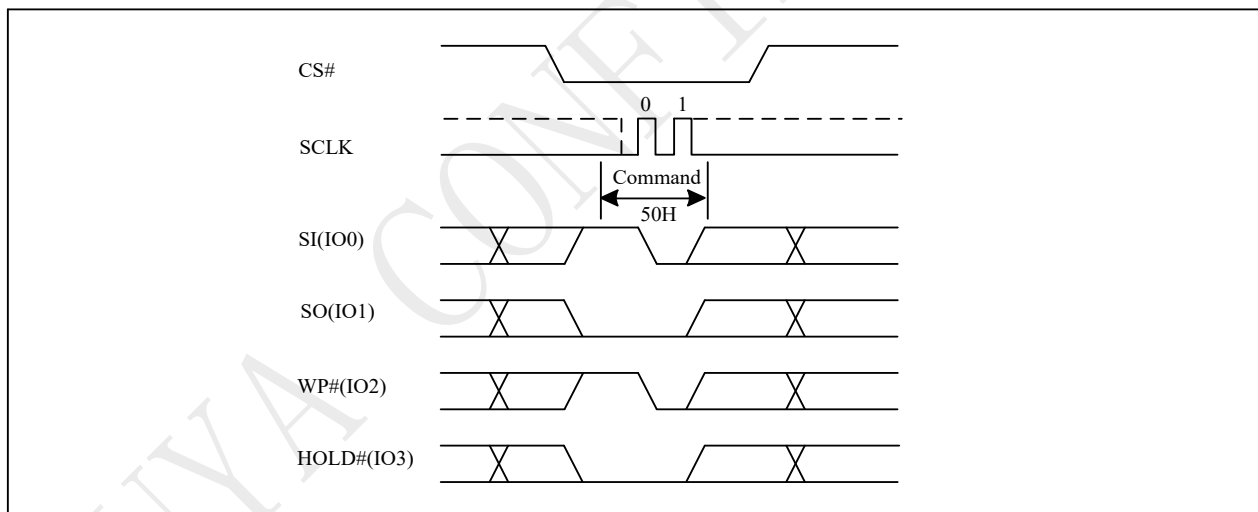 CS#
0 1
SCLK
Command
50H
SI(IO0)
SO(IO1)
WP#(IO2)
HOLD#(IO3)